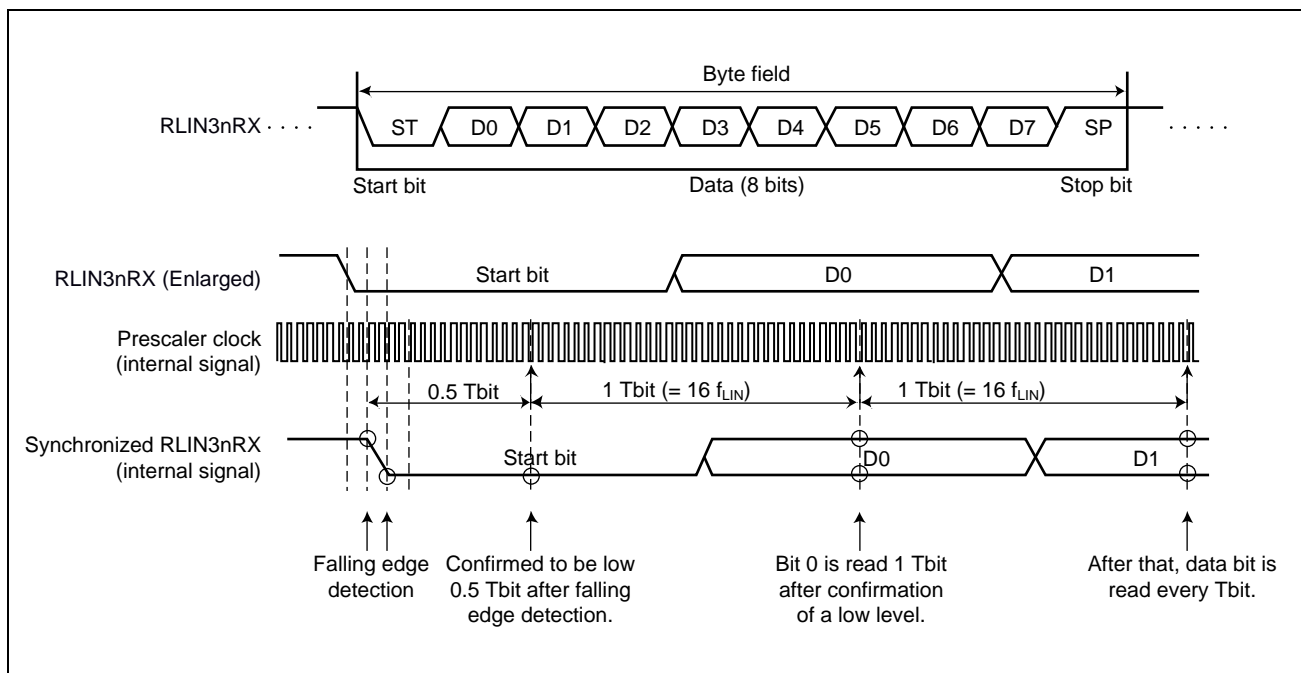 Byte field
RLIN3nRX · · · · ST D0 D1 D2 D3 D4 D5 D6 D7 SP · · · · ·
Start bit Data (8 bits) Stop bit
RLIN3nRX (Enlarged) Start bit D0 D1
Prescaler clock
(internal signal)
0.5 Tbit 1 Tbit (= 16 fLIN) 1 Tbit (= 16 fLIN)
Synchronized RLIN3nRX
(internal signal)
Start bit D0 D1
Falling edge
detection
Confirmed to be low
0.5 Tbit after falling
edge detection.
Bit 0 is read 1 Tbit
after confirmation
of a low level.
After that, data bit is
read every Tbit.